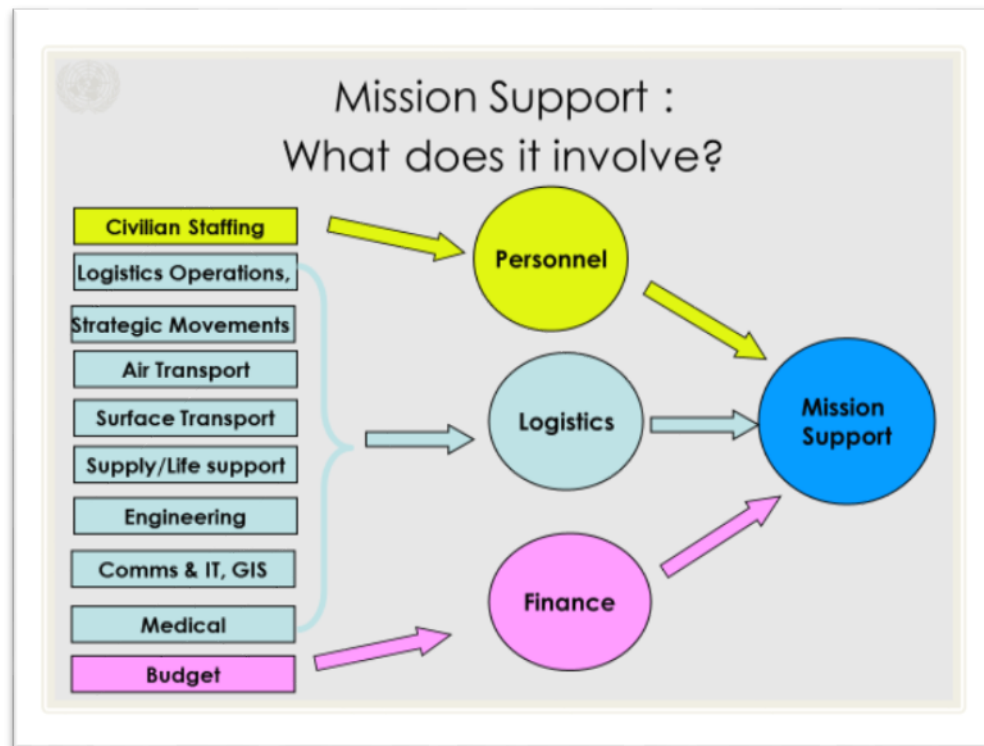 Mission Support :
What does it involve?
Civilian Staffing
Logistics Operations,
Strategic Movements
Air Transport
Surface Transport
Supply/Life support
Engineering
Comms & IT, GIS
Medical
Budget
Personnel
Logistics
Finance
Mission
Support